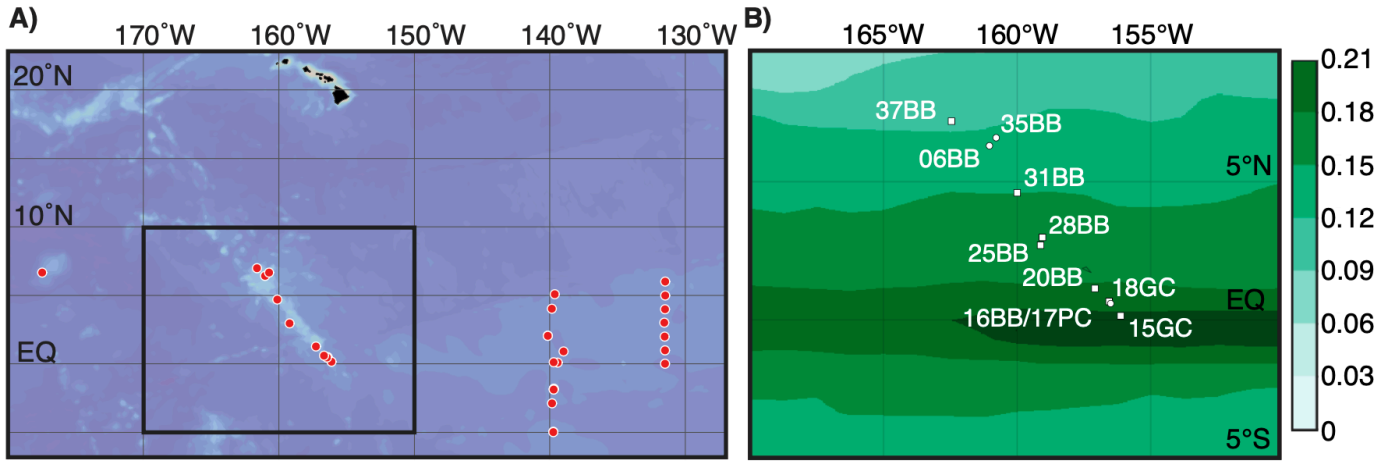 A)
170˚W 160˚W 150˚W 140˚W 130˚W
20˚N
10˚N
EQ
B)
165°W 160°W 155°W
37BB
35BB
06BB
5°N
31BB
28BB
25BB
20BB
18GC
EQ
16BB/17PC
15GC
5°S
0.21
0.18
0.15
0.12
0.09
0.06
0.03
0